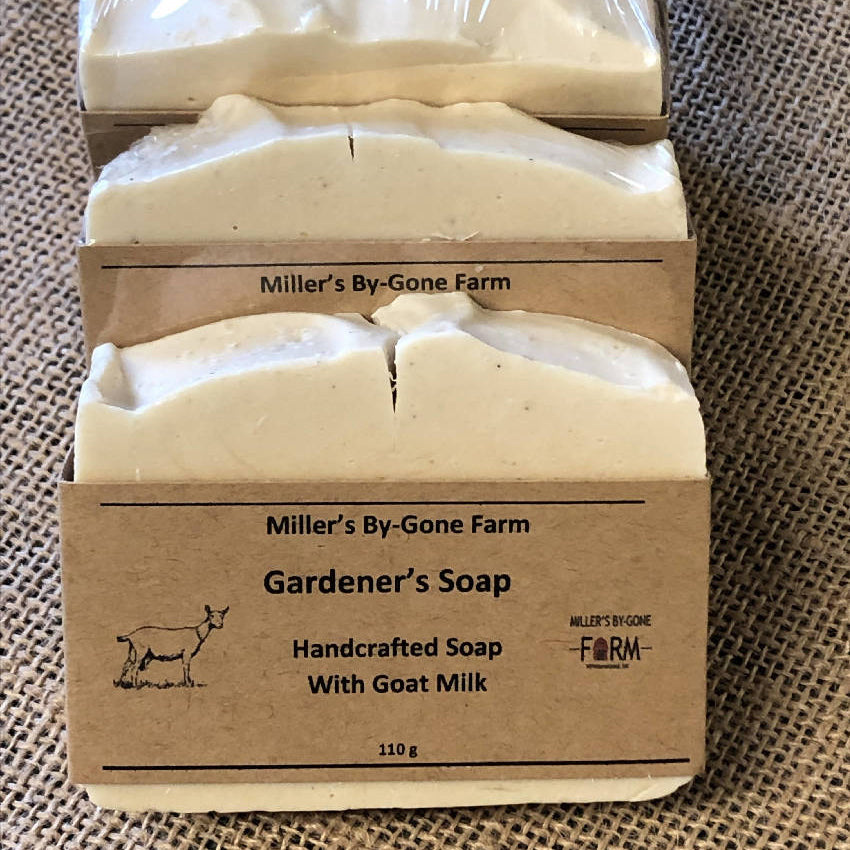 Miller's By-Gone Farm
Miller's By-Gone Farm
Gardener's Soap
Handcrafted Soap
With Goat Milk
MILLER'S BY-GONE
FARM
110 g